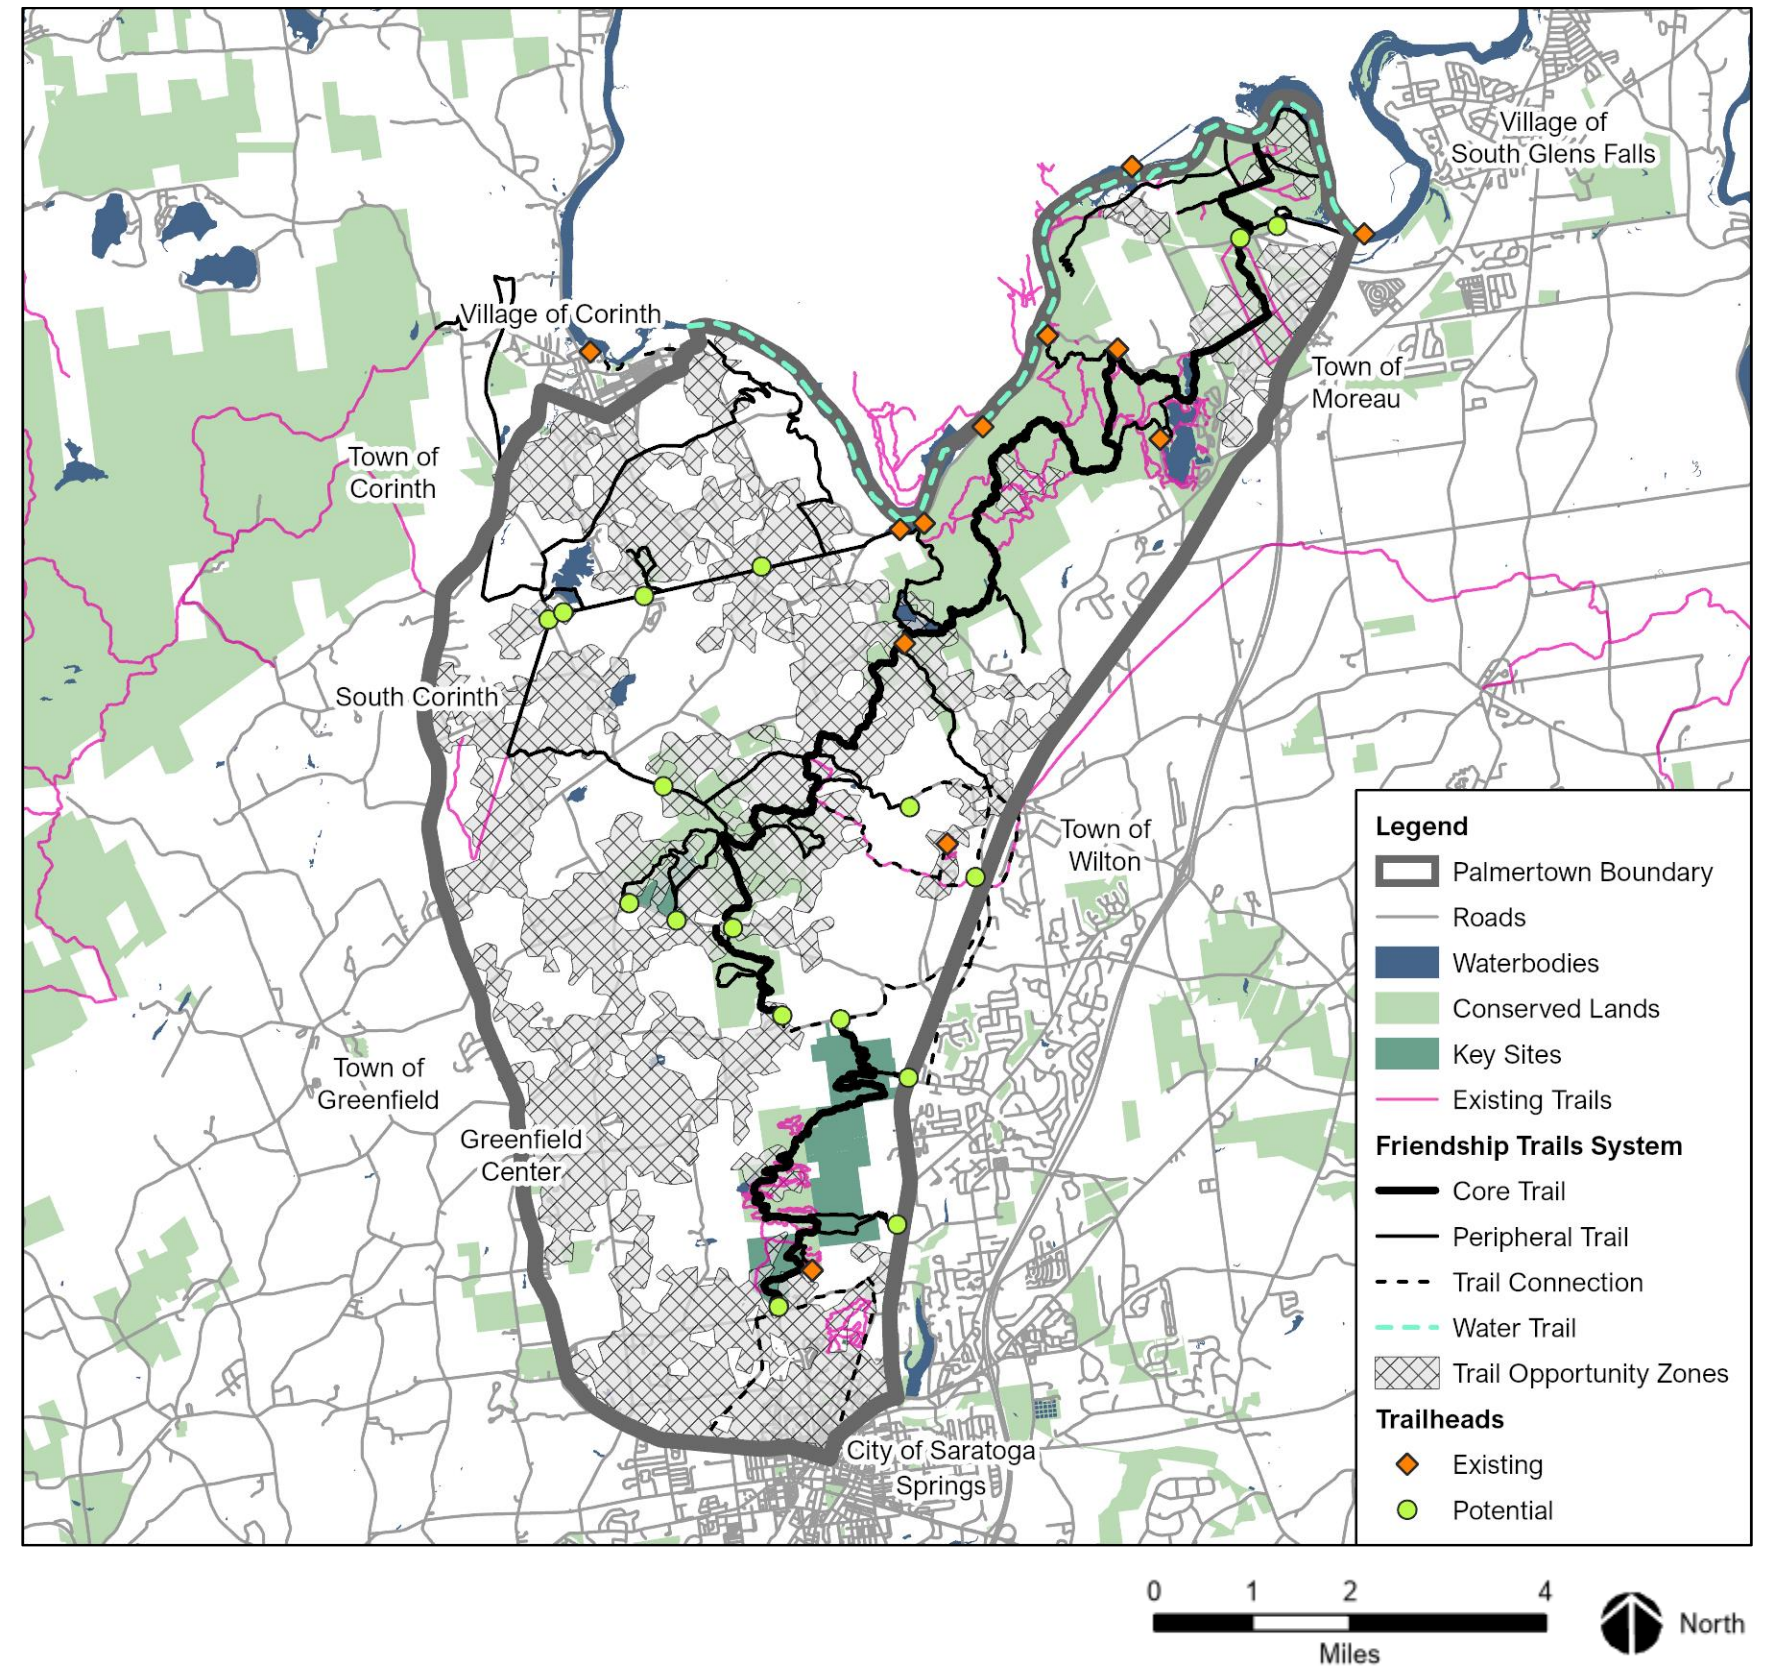 Village of
South Glens Falls
Village of Corinth
Town of
Moreau
Town of
Corinth
South Corinth
Town of
Wilton
Town of
Greenfield
Greenfield
Center
City of Saratoga
Springs
Legend
Palmertown Boundary
Roads
Waterbodies
Conserved Lands
Key Sites
Existing Trails
Friendship Trails System
Core Trail
Peripheral Trail
Trail Connection
Water Trail
Trail Opportunity Zones
Trailheads
Existing
Potential
0 1 2 4
Miles
North